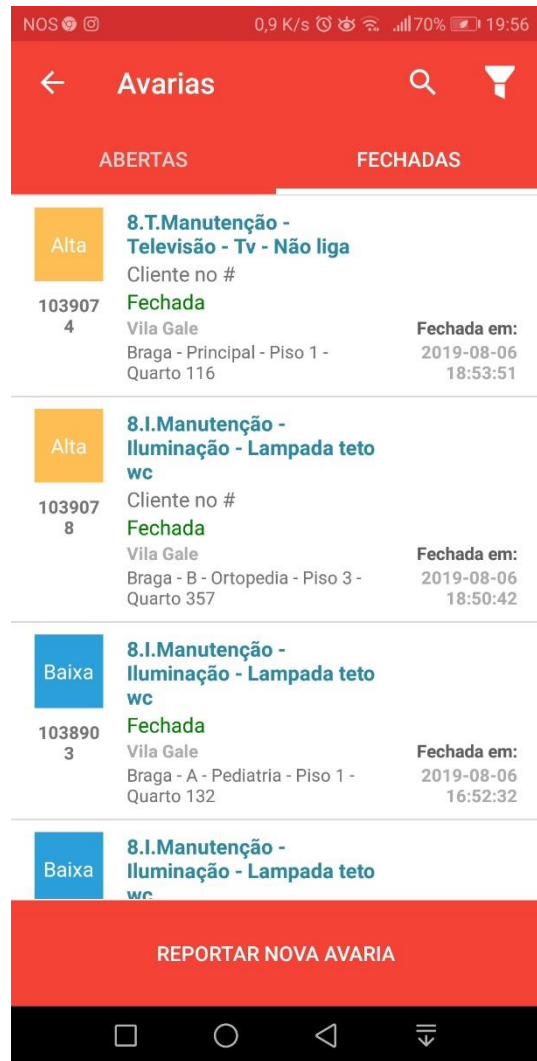 NOS 0,9 K/s 70% 19:56
Avarias
ABERTAS FECHADAS
Alta
8.T.Manutenção -
Televisão - Tv - Não liga
Cliente no #
103907
4
Fechada
Vila Gale
Fechada em:
Braga - Principal - Piso 1 -
Quarto 116
2019-08-06
18:53:51
Alta
8.I.Manutenção -
Iluminação - Lampada teto
wc
Cliente no #
103907
8
Fechada
Vila Gale
Fechada em:
Braga - B - Ortopedia - Piso 3 -
Quarto 357
2019-08-06
18:50:42
Baixa
8.I.Manutenção -
Iluminação - Lampada teto
wc
103890
3
Fechada
Vila Gale
Fechada em:
Braga - A - Pediatria - Piso 1 -
Quarto 132
2019-08-06
16:52:32
Baixa
8.I.Manutenção -
Iluminação - Lampada teto
wc
REPORTAR NOVA AVARIA